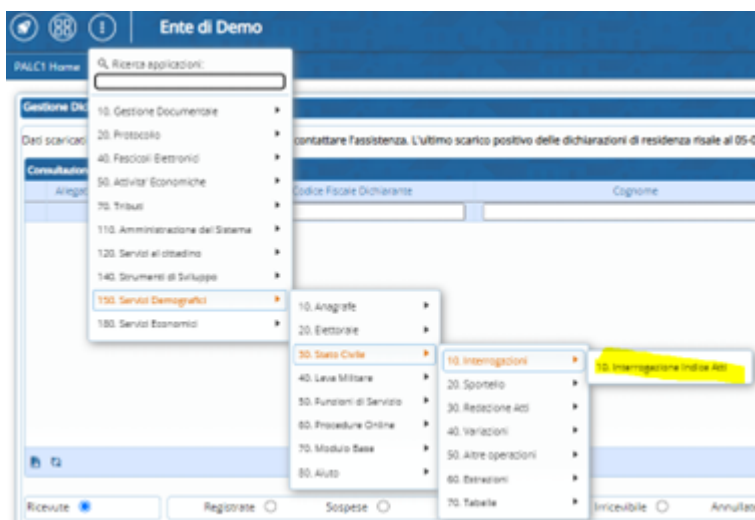 Ente di Demo
PALC1 Home
Ricerca applicazioni:
10. Gestione Documentale
20. Protocollo
40. Fascicoli Elettronici
50. Attivita' Economiche
70. Tributi
110. Amministrazione del Sistema
120. Servizi al cittadino
140. Strumenti di Sviluppo
150. Servizi Demografici
180. Servizi Economici
Gestione Dic
Dati scaricati
contattare l'assistenza. L'ultimo scarico positivo delle dichiarazioni di residenza risale al 05-0
Consultazion
Allegat
Codice Fiscale Dichiarante
Cognome
10. Anagrafe
20. Elettorale
30. Stato Civile
40. Leva Militare
50. Funzioni di Servizio
60. Procedure Online
70. Modulo Base
80. Aiuto
10. Interrogazioni
20. Sportello
30. Redazione Atti
40. Variazioni
50. Altre operazioni
60. Estrazioni
70. Tabelle
10. Interrogazione Indice Atti
Ricevute
Registrate
Sospese
Irricevibile
Annullat